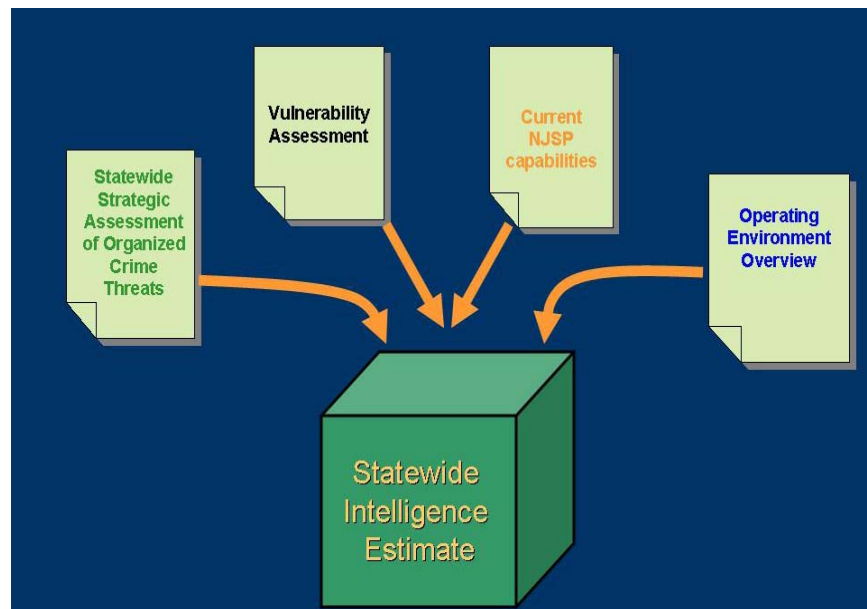 Statewide
Strategic
Assessment
of Organized
Crime
Threats
Vulnerability
Assessment
Current
NJSP
capabilities
Operating
Environment
Overview
Statewide
Intelligence
Estimate